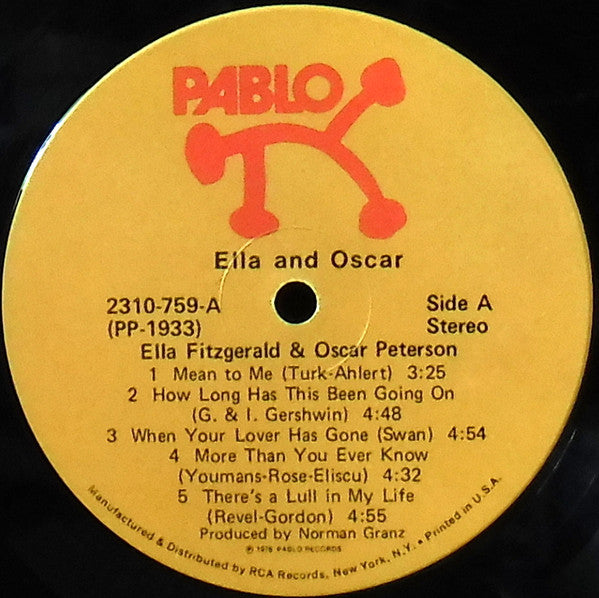 PABLO
Ella and Oscar
2310-759-A
(PP-1933)
Side A
Stereo
Ella Fitzgerald & Oscar Peterson
1 Mean to Me (Turk-Ahlert) 3:25
2 How Long Has This Been Going On
(G. & I. Gershwin) 4:48
3 When Your Lover Has Gone (Swan) 4:54
4 More Than You Ever Know
(Youmans-Rose-Eliscu) 4:32
5 There's a Lull in My Life
(Revel-Gordon) 4:55
Produced by Norman Granz
℗ 1976 PABLO RECORDS
Manufactured & Distributed by RCA Records, New York, N.Y. • Printed in U.S.A.